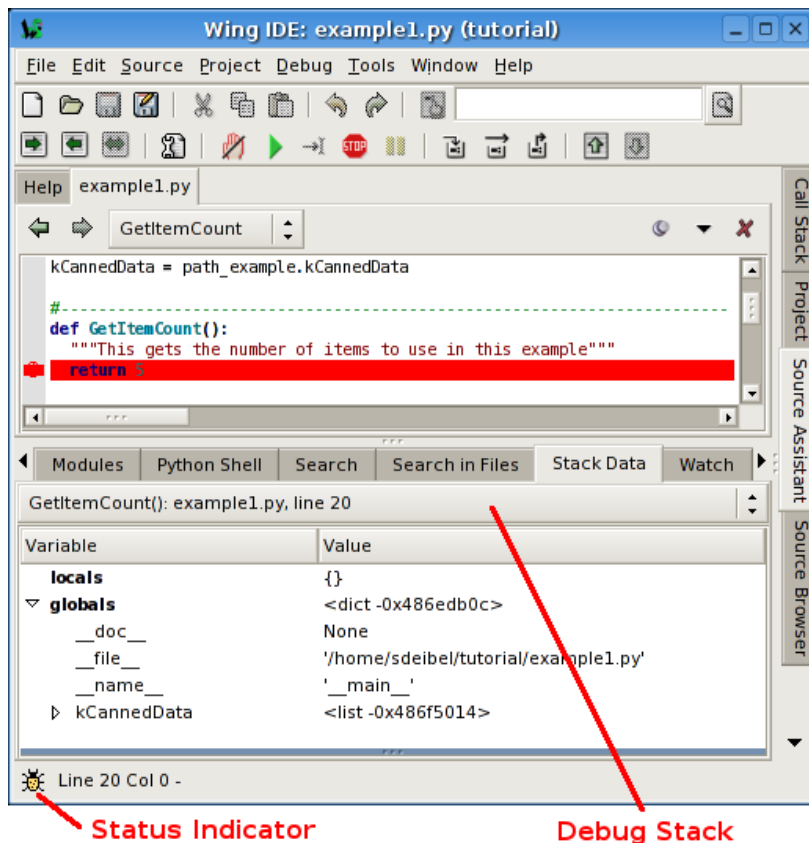 Wing IDE: example1.py (tutorial)
File Edit Source Project Debug Tools Window Help
STOP
Help example1.py
GetItemCount
kCannedData = path_example.kCannedData
#-----------------------------------------------------------------------
def GetItemCount():
"""This gets the number of items to use in this example"""
return 5
Modules Python Shell Search Search in Files Stack Data Watch
GetItemCount(): example1.py, line 20
Variable Value
locals {}
globals <dict -0x486edb0c>
__doc__ None
__file__ '/home/sdeibel/tutorial/example1.py'
__name__ '__main__'
kCannedData <list -0x486f5014>
Line 20 Col 0 -
Call Stack
Project
Source Assistant
Source Browser
Status Indicator
Debug Stack